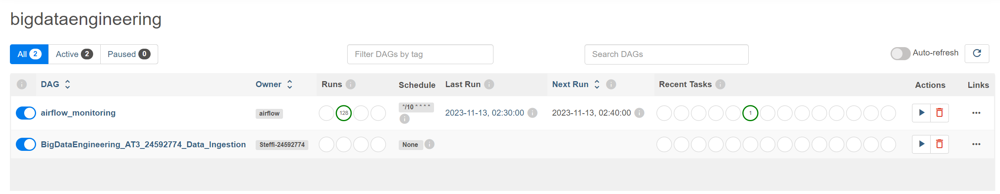 bigdataengineering
All 2 Active 2 Paused 0 Filter DAGs by tag Search DAGs Auto-refresh
DAG Owner Runs Schedule Last Run Next Run Recent Tasks Actions Links
airflow_monitoring airflow 128 */10 * * * * 2023-11-13, 02:30:00 2023-11-13, 02:40:00 1
BigDataEngineering_AT3_24592774_Data_Ingestion Steffi-24592774 None